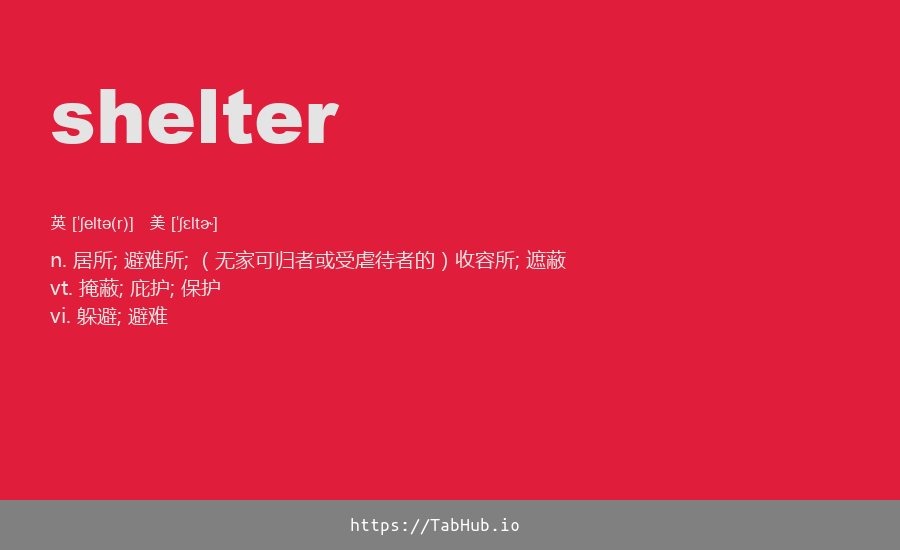 shelter
英 [ˈʃeltə(r)] 美 [ˈʃɛltɚ]
n. 居所; 避难所; （无家可归者或受虐待者的）收容所; 遮蔽
vt. 掩蔽; 庇护; 保护
vi. 躲避; 避难
https://TabHub.io